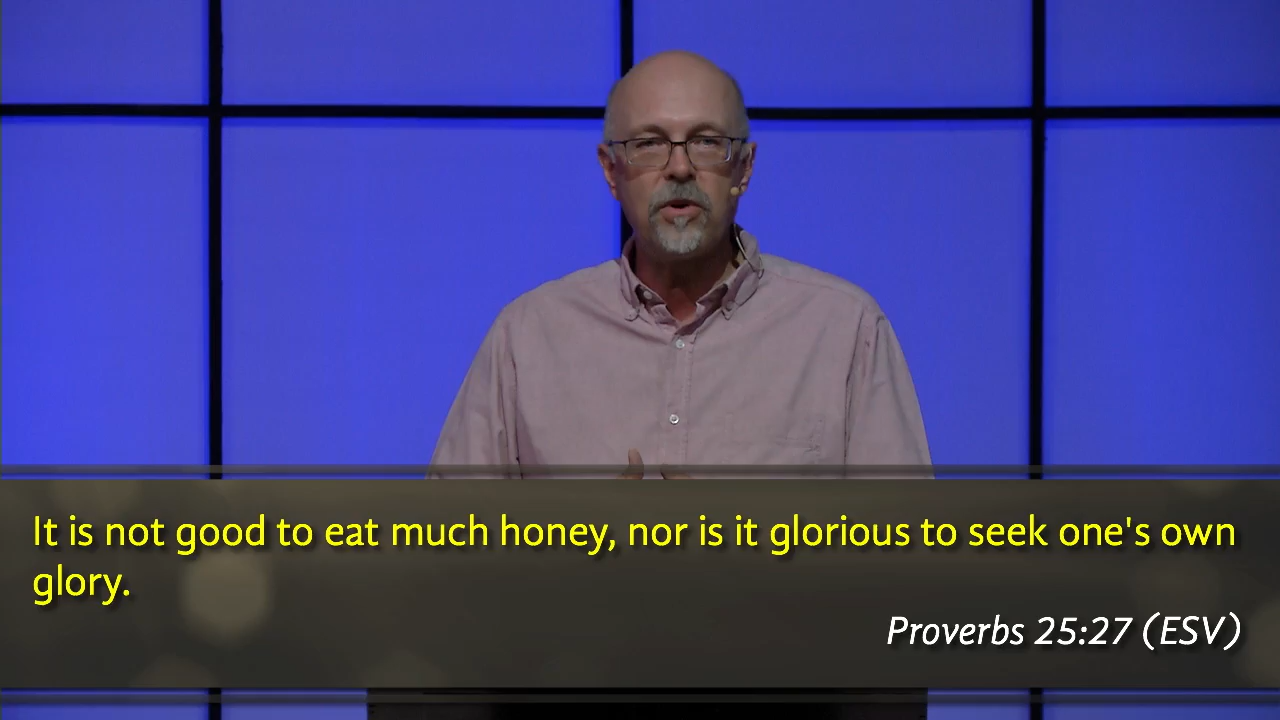 It is not good to eat much honey, nor is it glorious to seek one's own
glory.
Proverbs 25:27 (ESV)